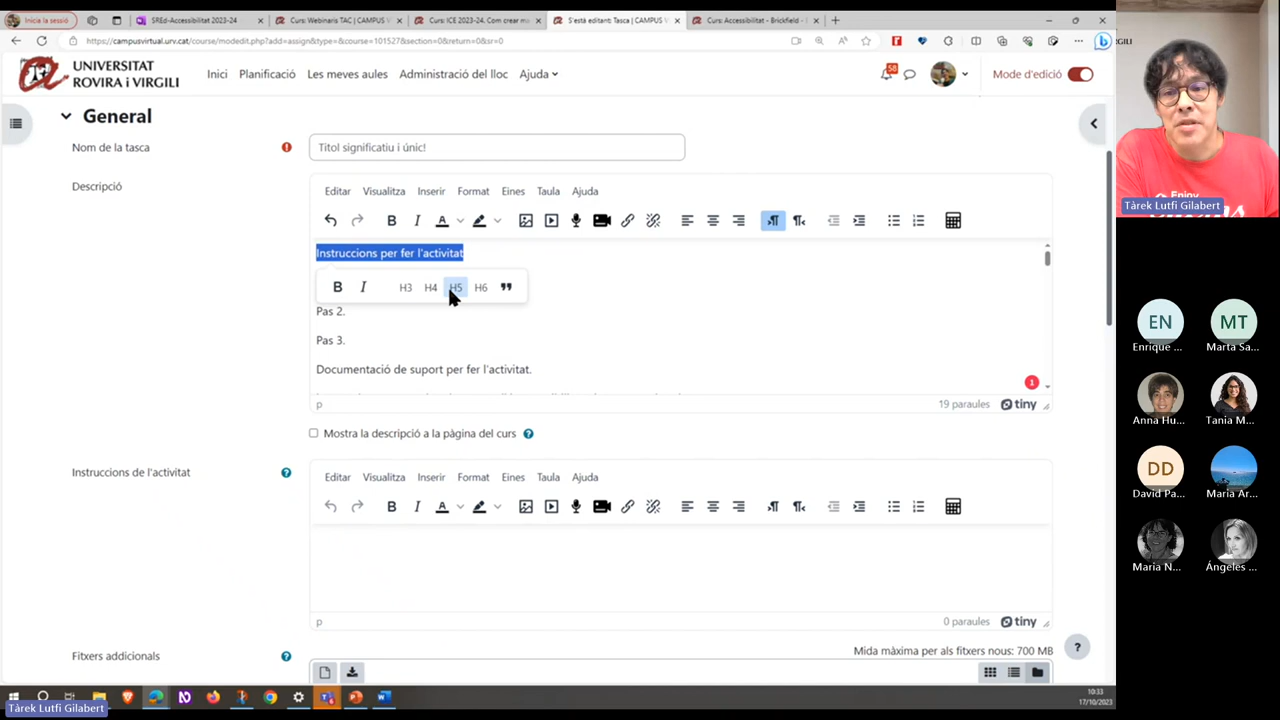 Inicia la sessió
SREd-Accessibilitat 2023-24
Curs: Webinaris TAC | CAMPUS V
Curs: ICE 2023-24. Com crear m
S'està editant: Tasca | CAMPUS V
Curs: Accessibilitat - Brickfield -
https://campusvirtual.urv.cat/course/modedit.php?add=assign&type=&course=101527&section=0&return=0&sr=0
UNIVERSITAT
ROVIRA i VIRGILI
Inici
Planificació
Les meves aules
Administració del lloc
Ajuda
58
Mode d'edició
General
Nom de la tasca
Títol significatiu i únic!
Descripció
Editar Visualitza Inserir Format Eines Taula Ajuda
B I A
Instruccions per fer l'activitat
B I H3 H4 H5 H6
Pas 2.
Pas 3.
Documentació de suport per fer l'activitat.
1
p
19 paraules
tiny
Mostra la descripció a la pàgina del curs
Instruccions de l'activitat
Editar Visualitza Inserir Format Eines Taula Ajuda
B I A
p
0 paraules
tiny
Fitxers addicionals
Mida màxima per als fitxers nous: 700 MB
10:33
17/10/2023
Tàrek Lutfi Gilabert
RGILI
Enjoy
Tàrek Lutfi Gilabert
EN
Enrique ...
MT
Marta Sa...
Anna Hu...
Tania M...
DD
David Pa...
Maria Ar...
Maria N...
Ángeles ...